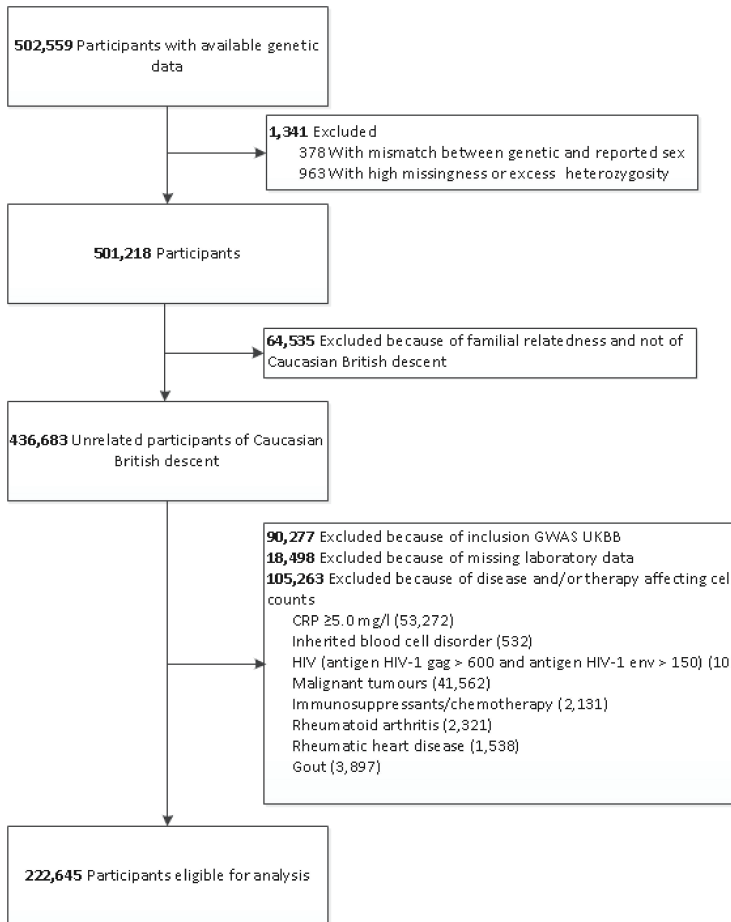 502,559 Participants with available genetic
data
1,341 Excluded
378 With mismatch between genetic and reported sex
963 With high missingness or excess heterozygosity
501,218 Participants
64,535 Excluded because of familial relatedness and not of
Caucasian British descent
436,683 Unrelated participants of Caucasian
British descent
90,277 Excluded because of inclusion GWAS UKBB
18,498 Excluded because of missing laboratory data
105,263 Excluded because of disease and/or therapy affecting cell
counts
CRP ≥5.0 mg/l (53,272)
Inherited blood cell disorder (532)
HIV (antigen HIV-1 gag > 600 and antigen HIV-1 env > 150) (10
Malignant tumours (41,562)
Immunosuppressants/chemotherapy (2,131)
Rheumatoid arthritis (2,321)
Rheumatic heart disease (1,538)
Gout (3,897)
222,645 Participants eligible for analysis